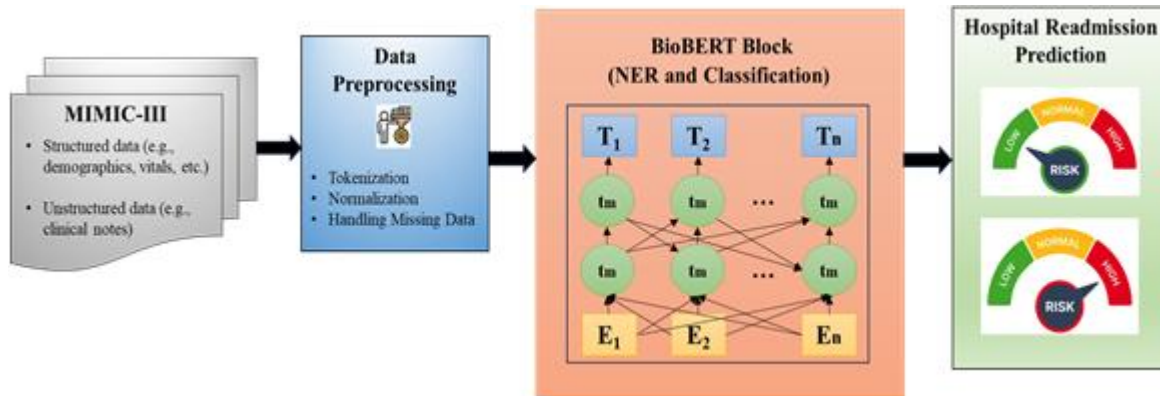 MIMIC-III
• Structured data (e.g.,
demographics, vitals, etc.)
• Unstructured data (e.g.,
clinical notes)
Data
Preprocessing
• Tokenization
• Normalization
• Handling Missing Data
BioBERT Block
(NER and Classification)
T1 T2 Tn
tm tm ... tm
tm tm ... tm
E1 E2 En
Hospital Readmission
Prediction
LOW NORMAL HIGH
RISK
LOW NORMAL HIGH
RISK